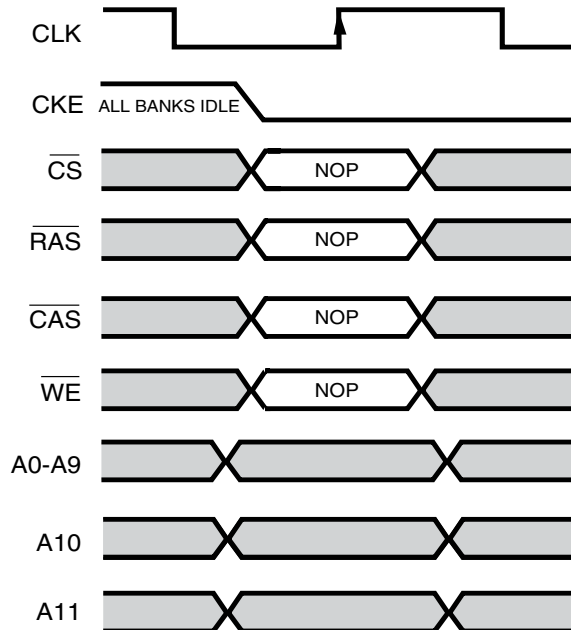 CLK
CKE ALL BANKS IDLE
CS NOP
RAS NOP
CAS NOP
WE NOP
A0-A9
A10
A11